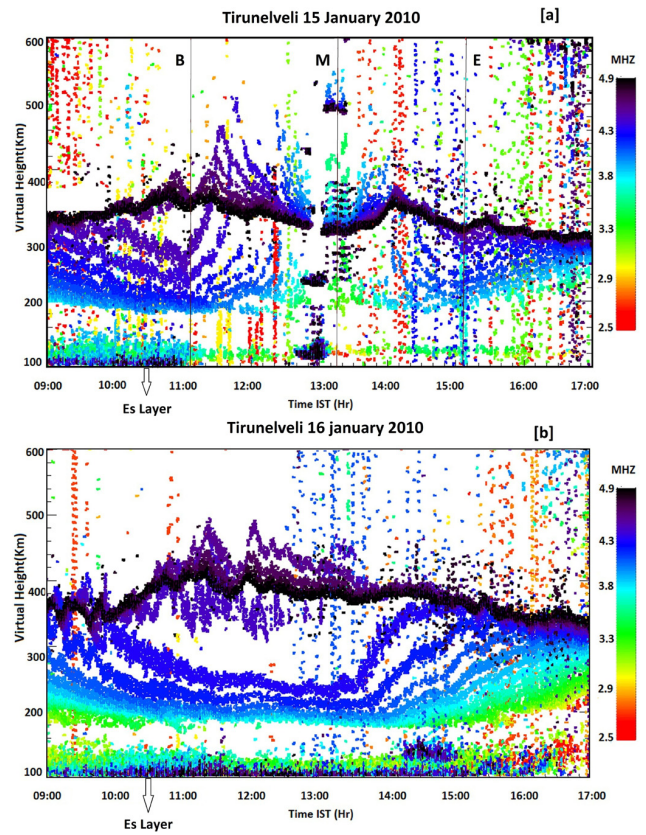 Tirunelveli 15 January 2010 [a]
B M E
MHZ
600
500
400
300
200
100
Virtual Height(Km)
4.9
4.3
3.8
3.3
2.9
2.5
09:00 10:00 11:00 12:00 13:00 14:00 15:00 16:00 17:00
Time IST (Hr)
Es Layer
Tirunelveli 16 january 2010 [b]
MHZ
600
500
400
300
200
100
Virtual Height(Km)
4.9
4.3
3.8
3.3
2.9
2.5
09:00 10:00 11:00 12:00 13:00 14:00 15:00 16:00 17:00
Time IST (Hr)
Es Layer